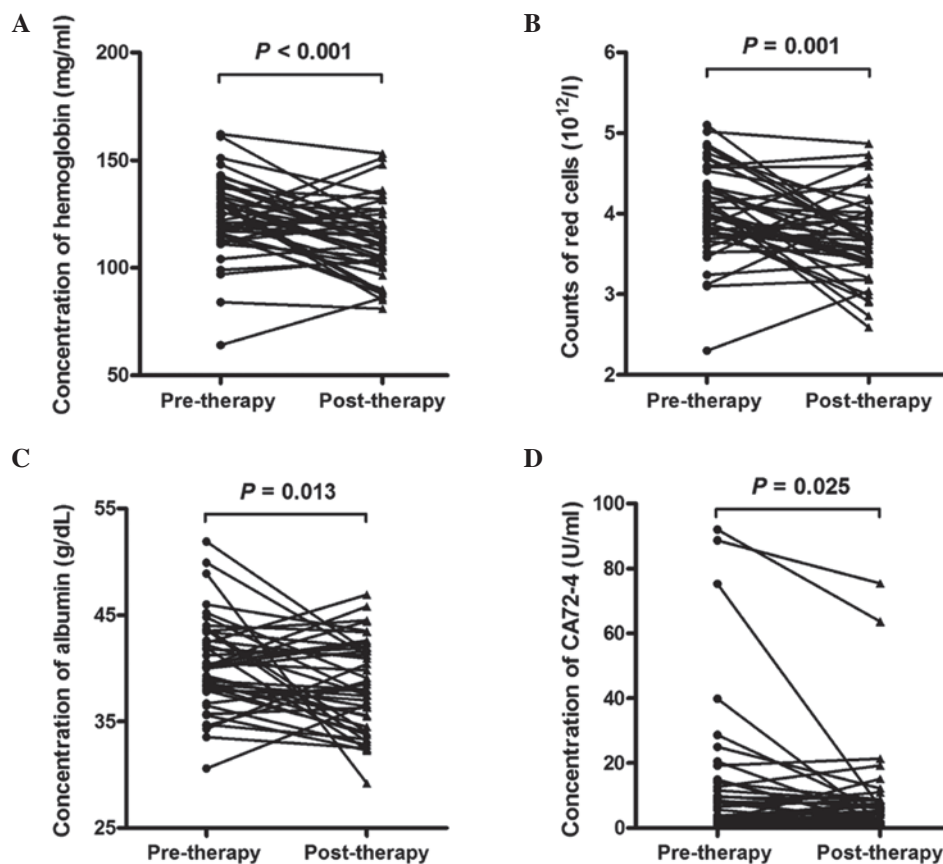 A
P < 0.001
Concentration of hemoglobin (mg/ml)
200
150
100
50
Pre-therapy Post-therapy
B
P = 0.001
Counts of red cells (10¹²/l)
6
5
4
3
2
Pre-therapy Post-therapy
C
P = 0.013
Concentration of albumin (g/dL)
55
45
35
25
Pre-therapy Post-therapy
D
P = 0.025
Concentration of CA72-4 (U/ml)
100
80
60
40
20
0
Pre-therapy Post-therapy